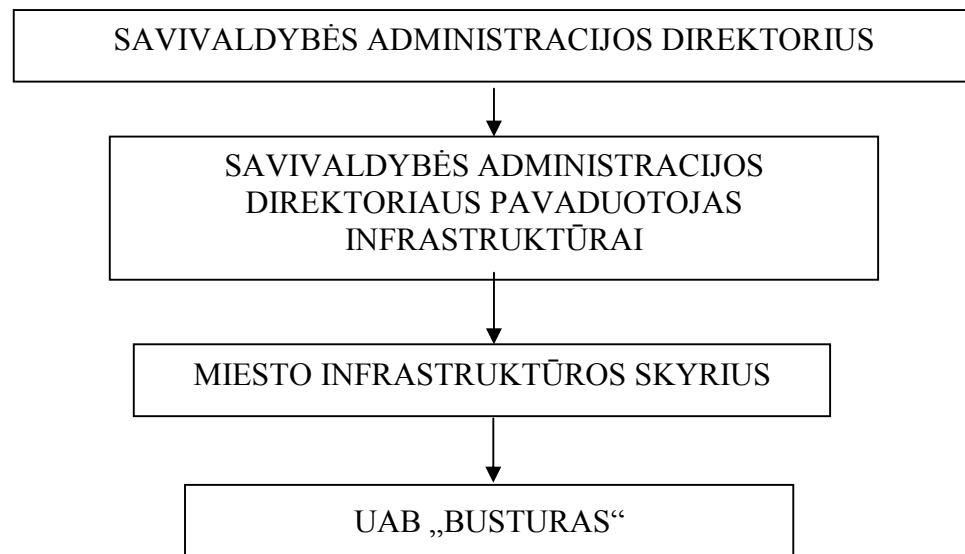 SAVIVALDYBĖS ADMINISTRACIJOS DIREKTORIUS
SAVIVALDYBĖS ADMINISTRACIJOS
DIREKTORIAUS PAVADUOTOJAS
INFRASTRUKTŪRAI
MIESTO INFRASTRUKTŪROS SKYRIUS
UAB „BUSTURAS“